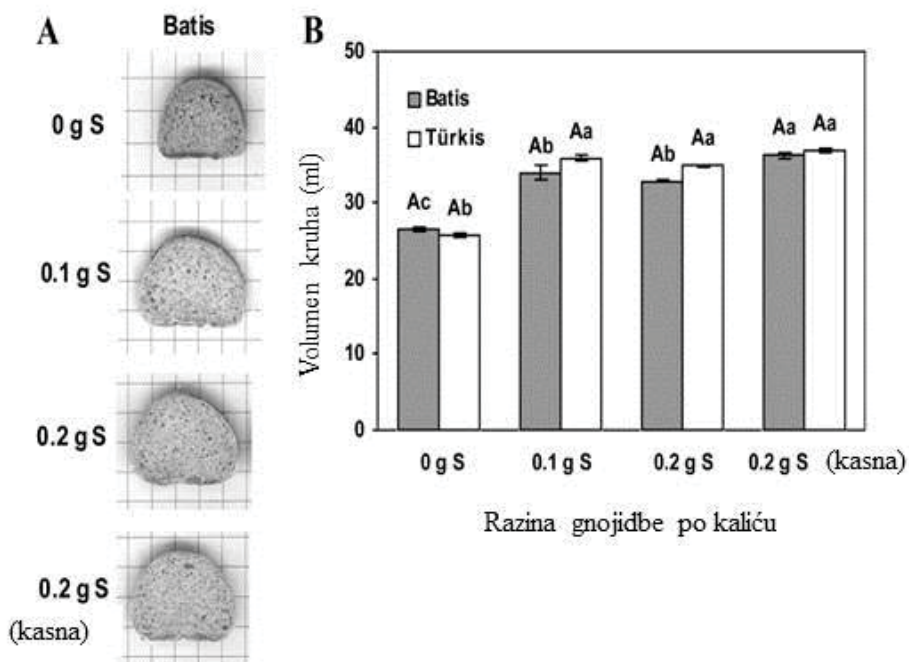 A
Batis
0 g S
0.1 g S
0.2 g S
0.2 g S
(kasna)
B
Volumen kruha (ml)
50
40
30
20
10
0
Batis
Türkis
Ac
Ab
Ab
Aa
Ab
Aa
Aa
Aa
0 g S
0.1 g S
0.2 g S
0.2 g S (kasna)
Razina gnojidbe po kaliću